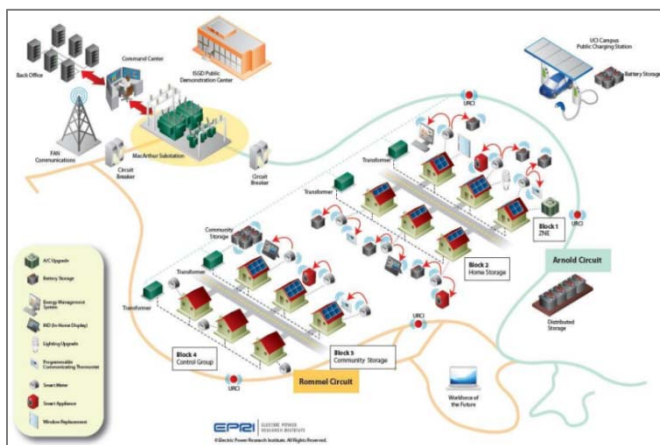 ISGD Public
Demonstration Center
UCI Campus
Public Charging Station
Command Center
Back Office
Battery Storage
URCI
MacArthur Substation
FAN
Communications
Circuit
Breaker
Circuit
Breaker
Transformer
Transformer
Block 1
ZNE
URCI
Community
Storage
Block 2
Home Storage
Arnold Circuit
A/C Upgrade
Transformer
Battery Storage
Transformer
Energy Management
System
Distributed
Storage
IHD (In-Home Display)
URCI
Lighting Upgrade
Block 4
Control Group
Block 3
Community Storage
Programmable
Communicating Thermostat
URCI
Rommel Circuit
Smart Meter
Workforce of
the Future
Smart Appliance
Window Replacement
EPRI ELECTRIC POWER
RESEARCH INSTITUTE
© Electric Power Research Institute. All Rights Reserved.